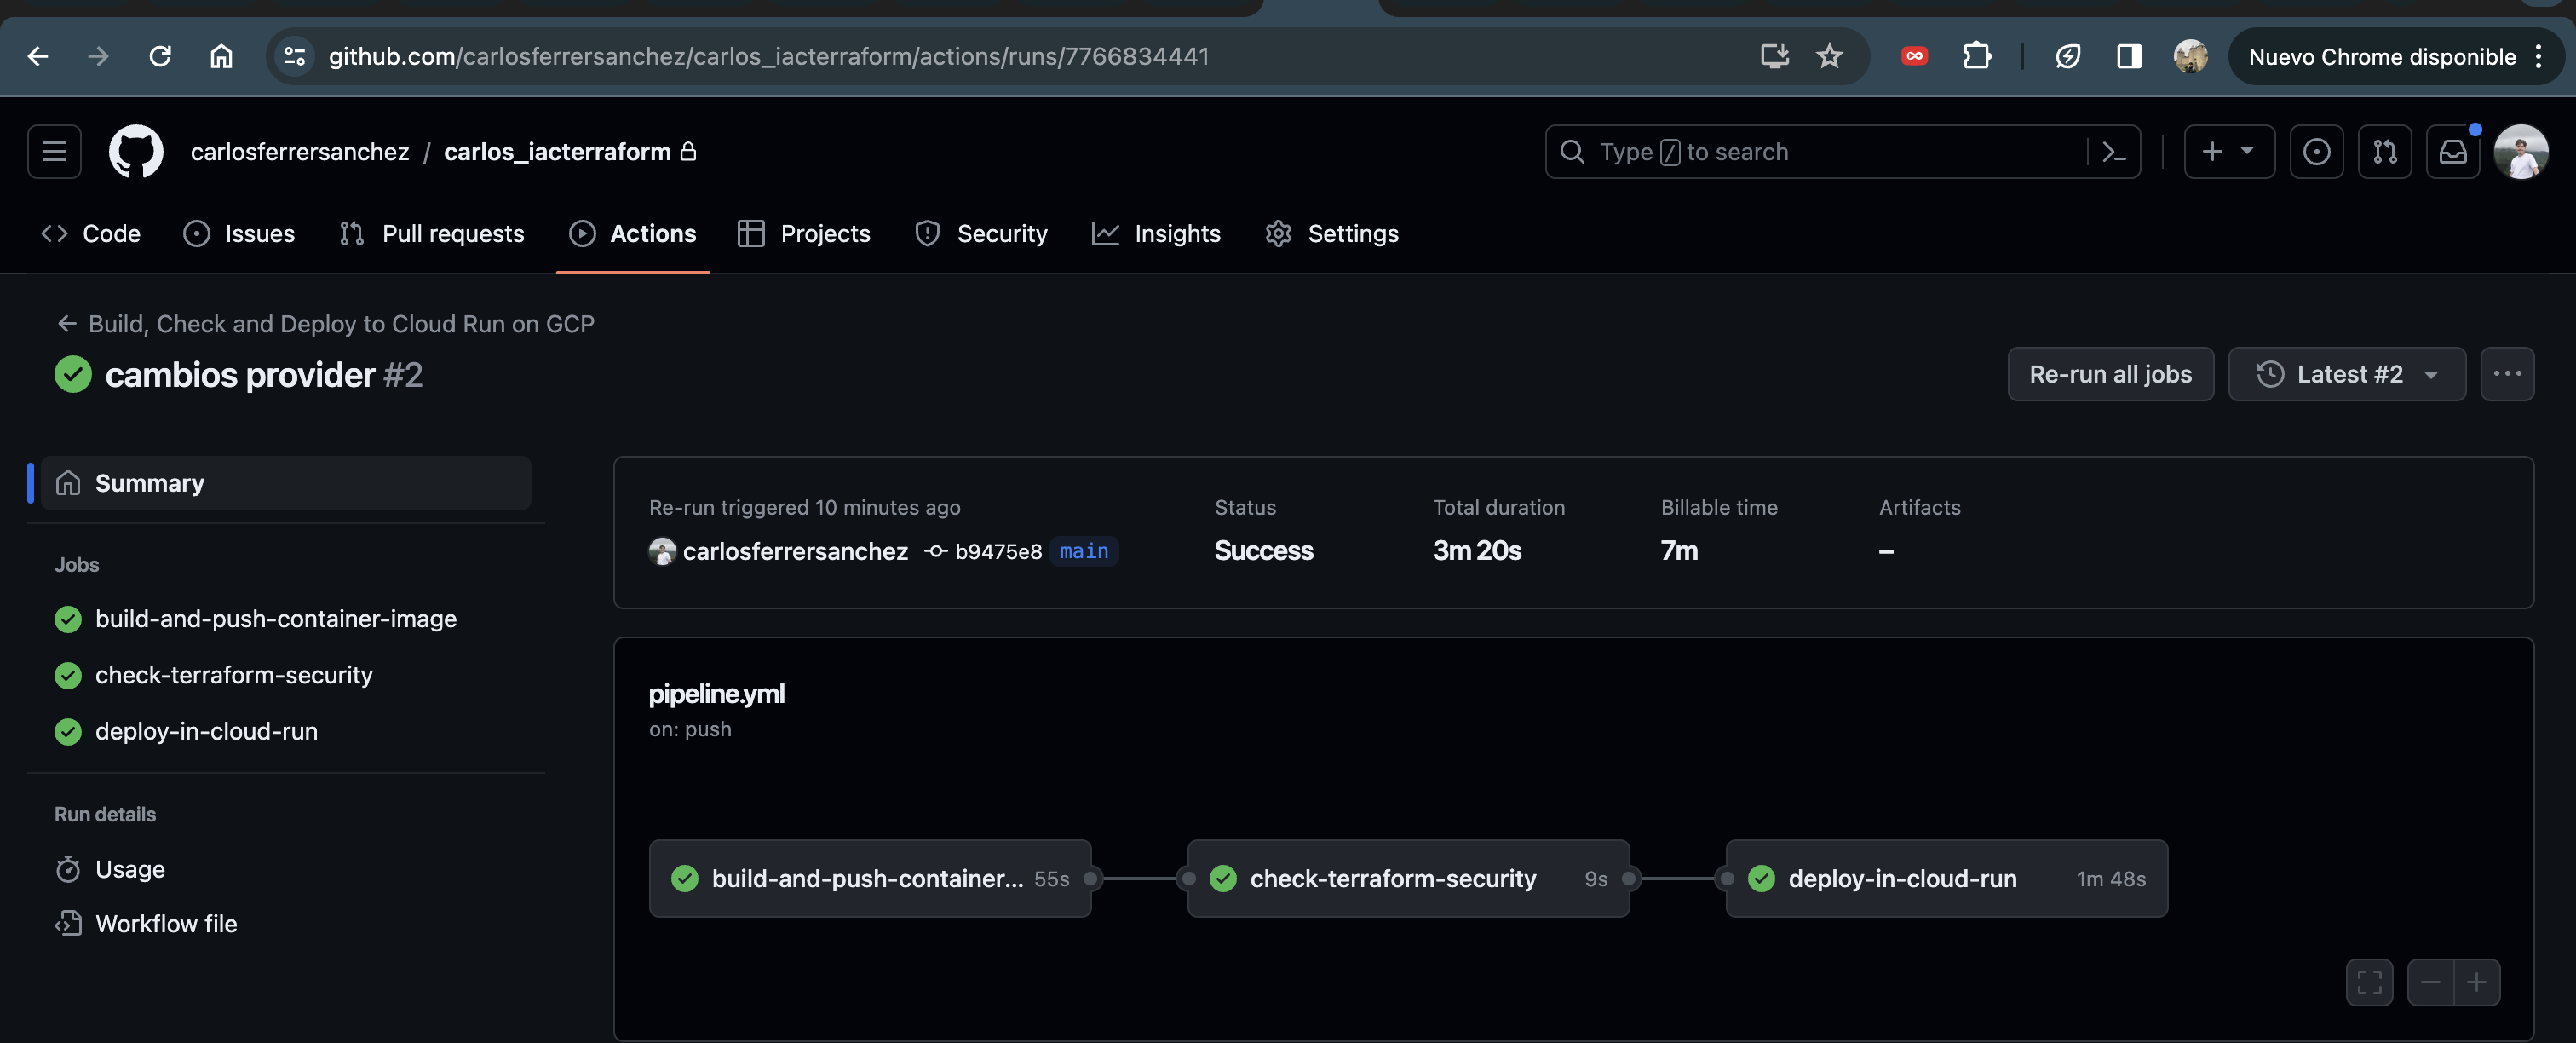 github.com/carlosferrersanchez/carlos_iacterraform/actions/runs/7766834441
Nuevo Chrome disponible
carlosferrersanchez / carlos_iacterraform
Type / to search
Code Issues Pull requests Actions Projects Security Insights Settings
← Build, Check and Deploy to Cloud Run on GCP
cambios provider #2
Re-run all jobs
Latest #2
Summary
Jobs
build-and-push-container-image
check-terraform-security
deploy-in-cloud-run
Run details
Usage
Workflow file
Re-run triggered 10 minutes ago
carlosferrersanchez b9475e8 main
Status
Success
Total duration
3m 20s
Billable time
7m
Artifacts
–
pipeline.yml
on: push
build-and-push-container... 55s
check-terraform-security 9s
deploy-in-cloud-run 1m 48s